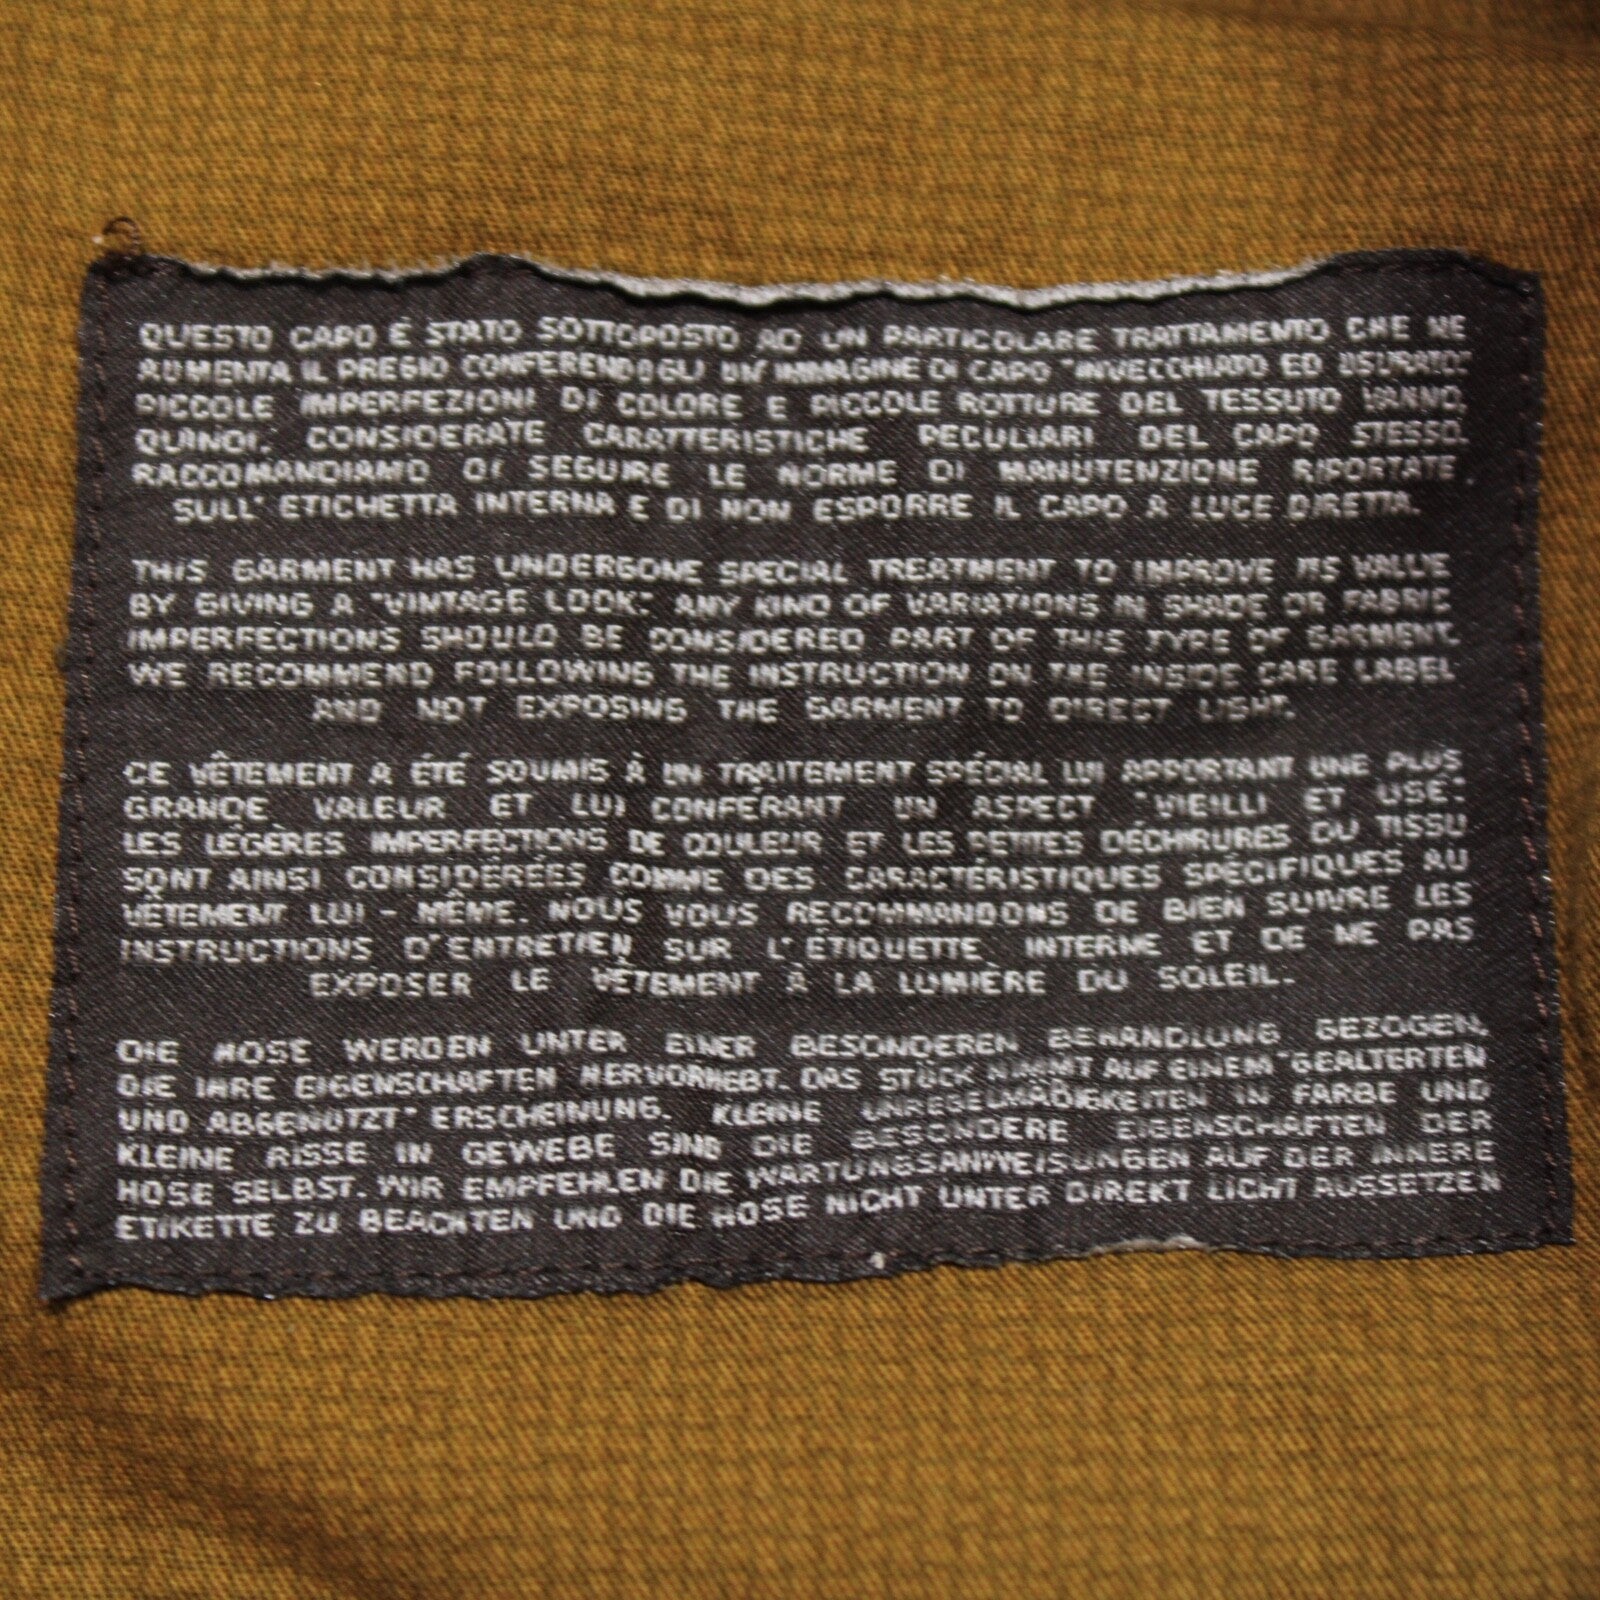 QUESTO CAPO É STATO SOTTOPOSTO AD UN PARTICOLARE TRATTAMENTO CHE NE
AUMENTA IL PREGIO CONFERENDOGLI UN' IMMAGINE DI CAPO "INVECCHIATO ED USURATO."
PICCOLE IMPERFEZIONI DI COLORE E PICCOLE ROTTURE DEL TESSUTO VANNO,
QUINDI, CONSIDERATE CARATTERISTICHE PECULIARI DEL CAPO STESSO.
RACCOMANDIAMO DI SEGUIRE LE NORME DI MANUTENZIONE RIPORTATE
SULL' ETICHETTA INTERNA E DI NON ESPORRE IL CAPO A LUCE DIRETTA.
THIS GARMENT HAS UNDERGONE SPECIAL TREATMENT TO IMPROVE ITS VALUE
BY GIVING A "VINTAGE LOOK". ANY KIND OF VARIATIONS IN SHADE OR FABRIC
IMPERFECTIONS SHOULD BE CONSIDERED PART OF THIS TYPE OF GARMENT.
WE RECOMMEND FOLLOWING THE INSTRUCTION ON THE INSIDE CARE LABEL
AND NOT EXPOSING THE GARMENT TO DIRECT LIGHT.
CE VÊTEMENT A ÉTÉ SOUMIS À UN TRAITEMENT SPÉCIAL LUI APPORTANT UNE PLUS
GRANDE VALEUR ET LUI CONFÉRANT UN ASPECT "VIEILLI ET USÉ".
LES LÉGÈRES IMPERFECTIONS DE COULEUR ET LES PETITES DÉCHIRURES DU TISSU
SONT AINSI CONSIDÉRÉES COMME DES CARACTÉRISTIQUES SPÉCIFIQUES AU
VÊTEMENT LUI - MÊME. NOUS VOUS RECOMMANDONS DE BIEN SUIVRE LES
INSTRUCTIONS D'ENTRETIEN SUR L'ÉTIQUETTE INTERNE ET DE NE PAS
EXPOSER LE VÊTEMENT À LA LUMIÈRE DU SOLEIL.
DIE HOSE WERDEN UNTER EINER BESONDEREN BEHANDLUNG GEZOGEN,
DIE IHRE EIGENSCHAFTEN HERVORHEBT. DAS STÜCK NIMMT AUF EINEM "GEALTERTEN
UND ABGENUTZT" ERSCHEINUNG. KLEINE UNREGELMÄßIGKEITEN IN FARBE UND
KLEINE RISSE IN GEWEBE SIND DIE BESONDERE EIGENSCHAFTEN DER
HOSE SELBST. WIR EMPFEHLEN DIE WARTUNGSANWEISUNGEN AUF DER INNERE
ETIKETTE ZU BEACHTEN UND DIE HOSE NICHT UNTER DIREKT LICHT AUSSETZEN